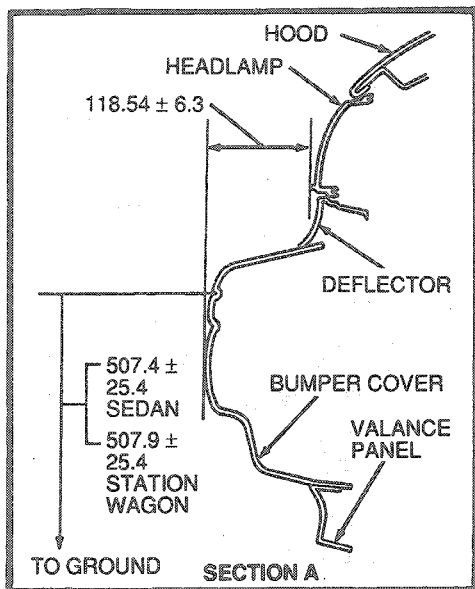 HOOD
HEADLAMP
118.54 ± 6.3
DEFLECTOR
507.4 ±
25.4
SEDAN
507.9 ±
25.4
STATION
WAGON
BUMPER COVER
VALANCE
PANEL
TO GROUND
SECTION A